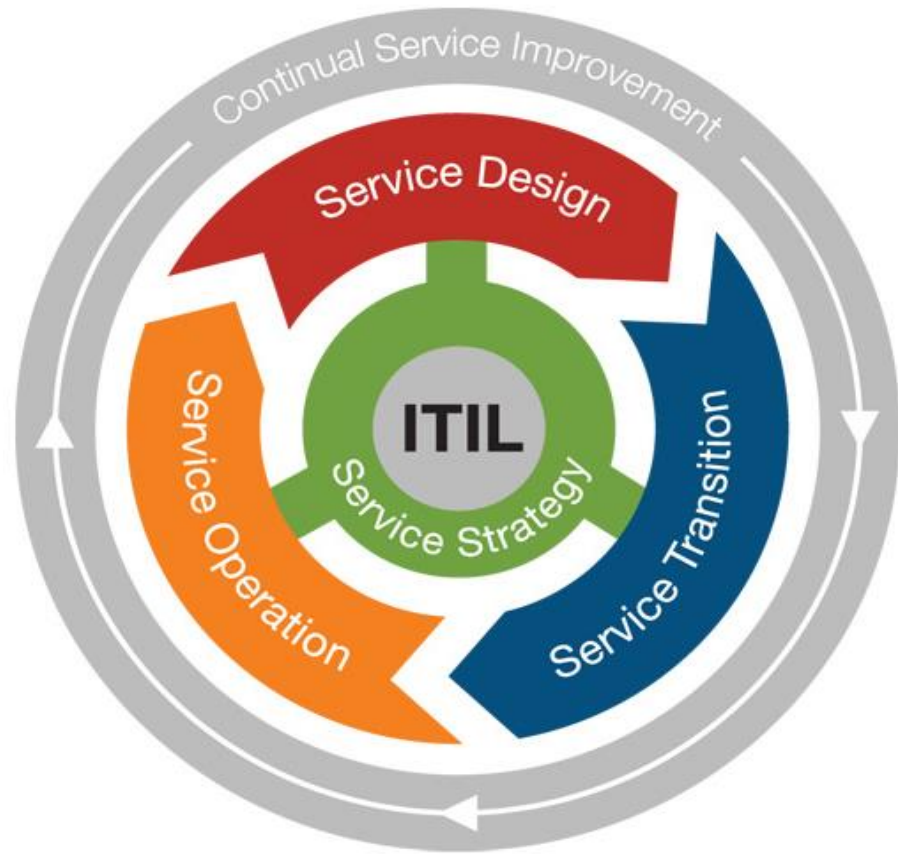 Continual Service Improvement
Service Design
Service Transition
Service Operation
Service Strategy
ITIL